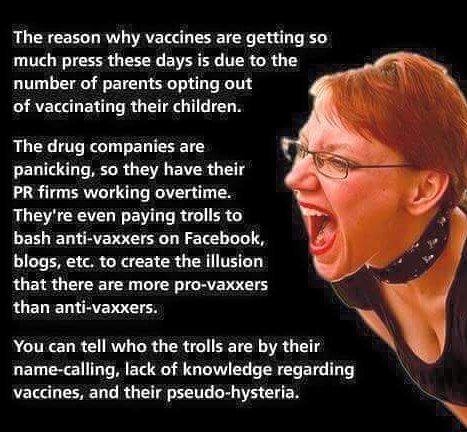 The reason why vaccines are getting so
much press these days is due to the
number of parents opting out
of vaccinating their children.
The drug companies are
panicking, so they have their
PR firms working overtime.
They're even paying trolls to
bash anti-vaxxers on Facebook,
blogs, etc. to create the illusion
that there are more pro-vaxxers
than anti-vaxxers.
You can tell who the trolls are by their
name-calling, lack of knowledge regarding
vaccines, and their pseudo-hysteria.